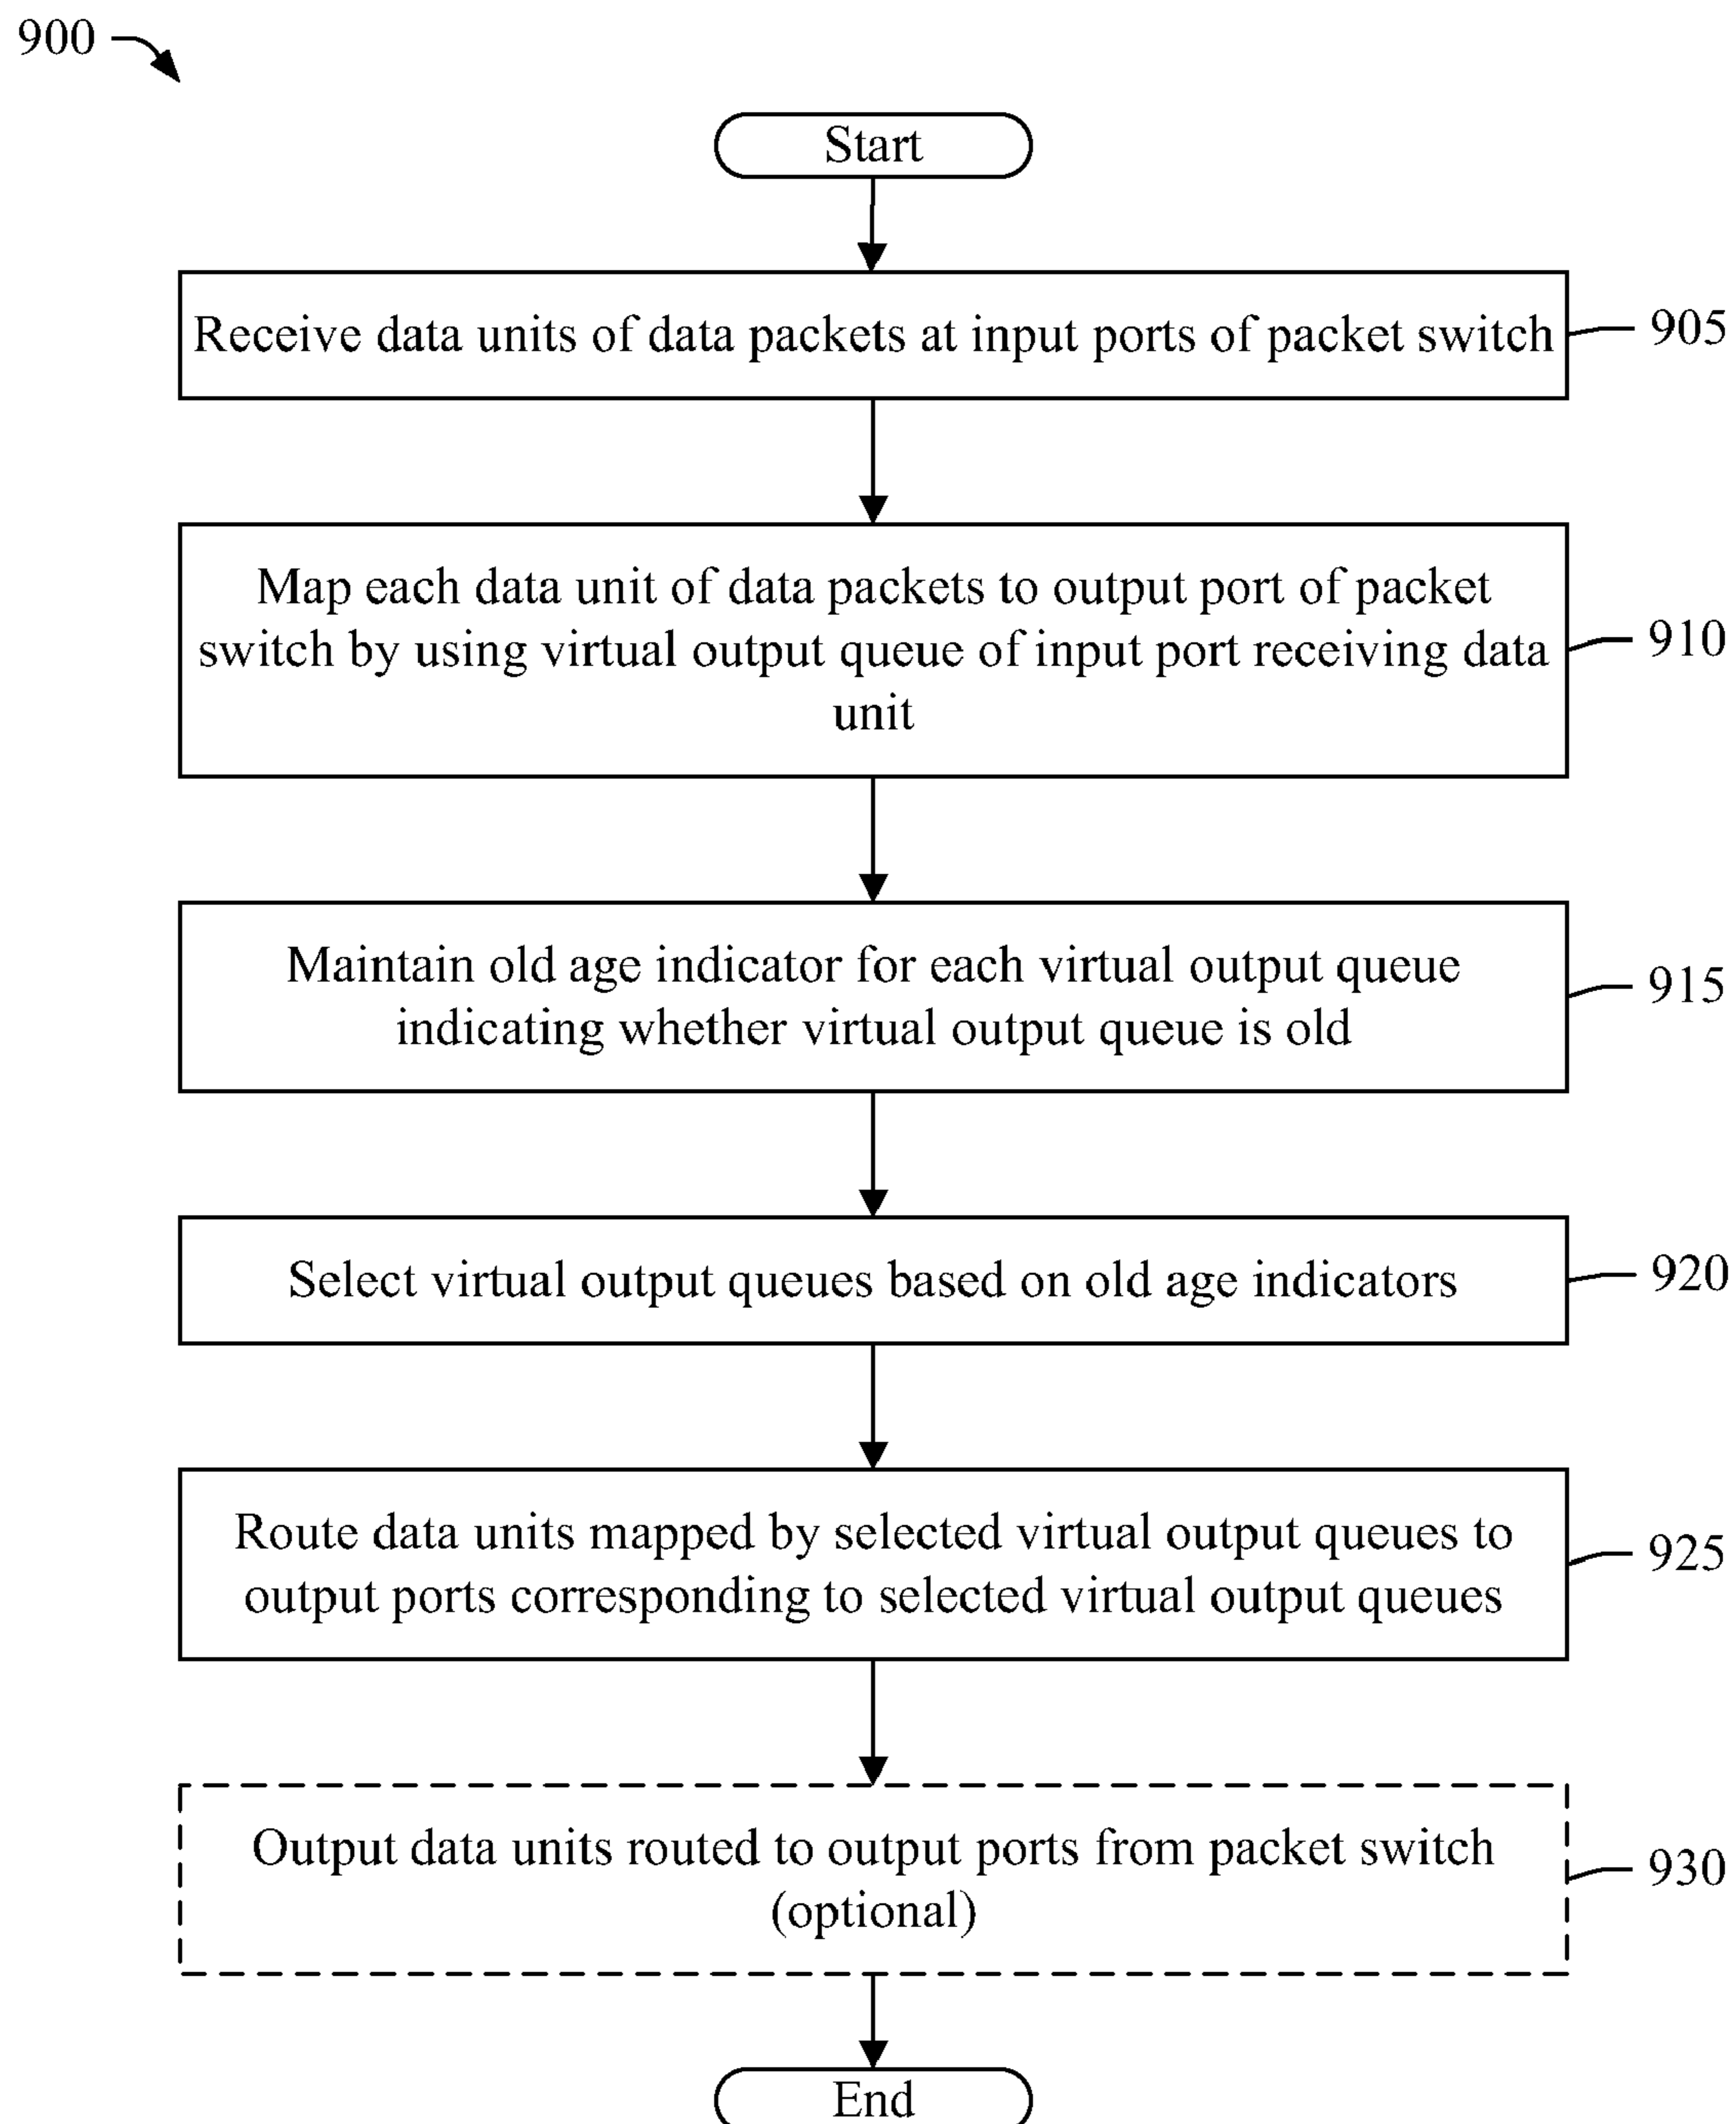 900
Start
Receive data units of data packets at input ports of packet switch
905
Map each data unit of data packets to output port of packet
switch by using virtual output queue of input port receiving data
unit
910
Maintain old age indicator for each virtual output queue
indicating whether virtual output queue is old
915
Select virtual output queues based on old age indicators
920
Route data units mapped by selected virtual output queues to
output ports corresponding to selected virtual output queues
925
Output data units routed to output ports from packet switch
(optional)
930
End